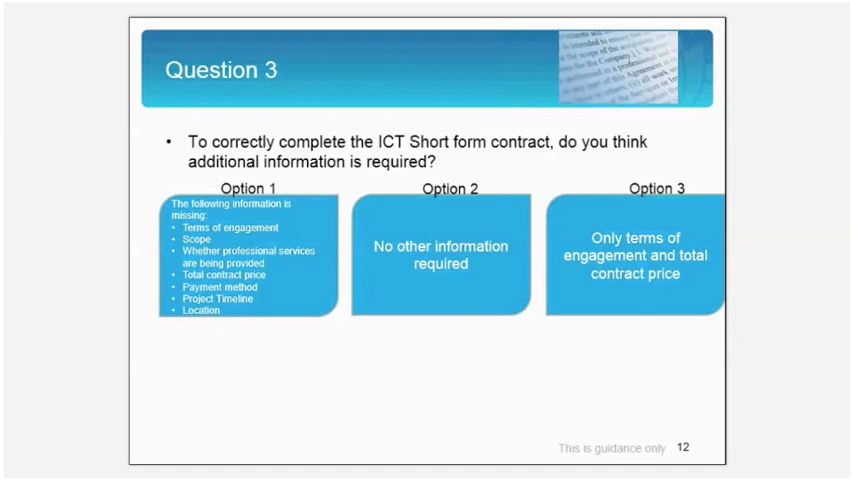 Question 3
• To correctly complete the ICT Short form contract, do you think
additional information is required?
Option 1
The following information is
missing:
• Terms of engagement
• Scope
• Whether professional services
are being provided
• Total contract price
• Payment method
• Project Timeline
• Location
Option 2
No other information
required
Option 3
Only terms of
engagement and total
contract price
This is guidance only 12